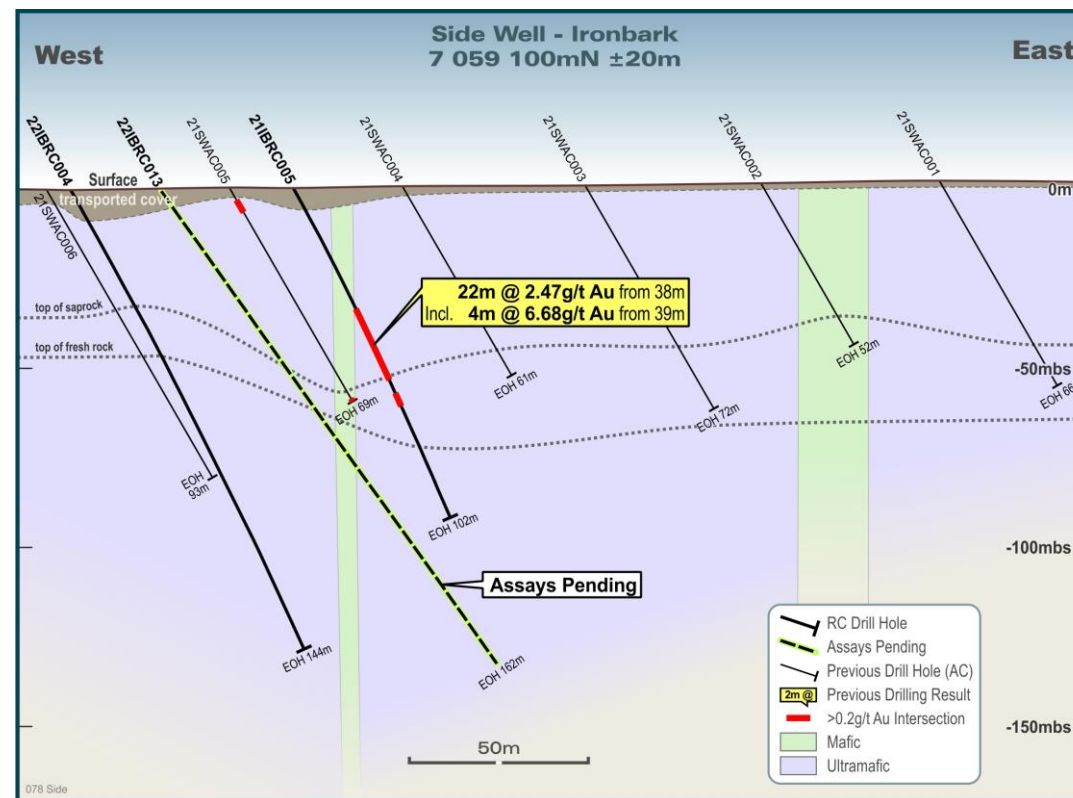 Side Well - Ironbark
7 059 100mN ±20m
West
East
22IBRC004
22IBRC013
21SWAC005
21IBRC005
21SWAC004
21SWAC003
21SWAC002
21SWAC001
Surface
transported cover
21SWAC006
0m
22m @ 2.47g/t Au from 38m
Incl. 4m @ 6.68g/t Au from 39m
top of saprock
top of fresh rock
-50mbs
EOH 52m
EOH 61m
EOH 66
EOH 69m
EOH 72m
EOH
93m
EOH 102m
-100mbs
Assays Pending
EOH 144m
EOH 162m
-150mbs
50m
RC Drill Hole
Assays Pending
Previous Drill Hole (AC)
2m @ Previous Drilling Result
>0.2g/t Au Intersection
Mafic
Ultramafic
078 Side